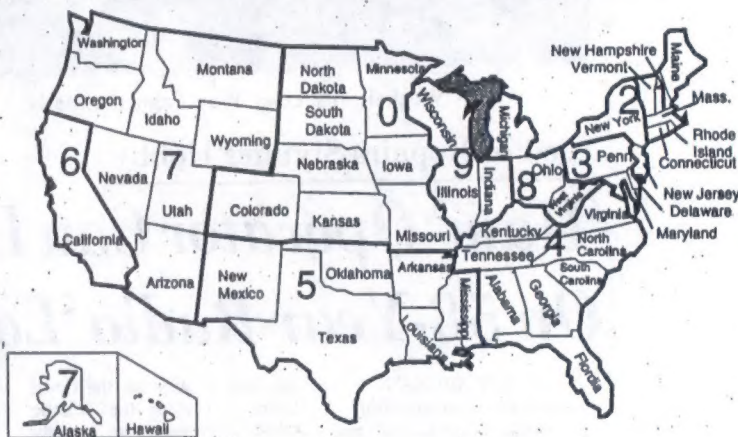 Washington
Montana
North Dakota
Minnesota
New Hampshire
Vermont
Maine
Oregon
Idaho
South Dakota
Wisconsin
Michigan
New York
2
Mass.
Rhode Island
Connecticut
0
Wyoming
6
Nevada
7
Utah
Nebraska
Iowa
9
Illinois
Indiana
8
Ohio
3
Penn.
New Jersey
Delaware
Maryland
West Virginia
Virginia
California
Colorado
Kansas
Missouri
Kentucky
4
Tennessee
North Carolina
South Carolina
Arizona
New Mexico
5
Oklahoma
Arkansas
Texas
Louisiana
Mississippi
Alabama
Georgia
Flordia
7
Alaska
Hawaii